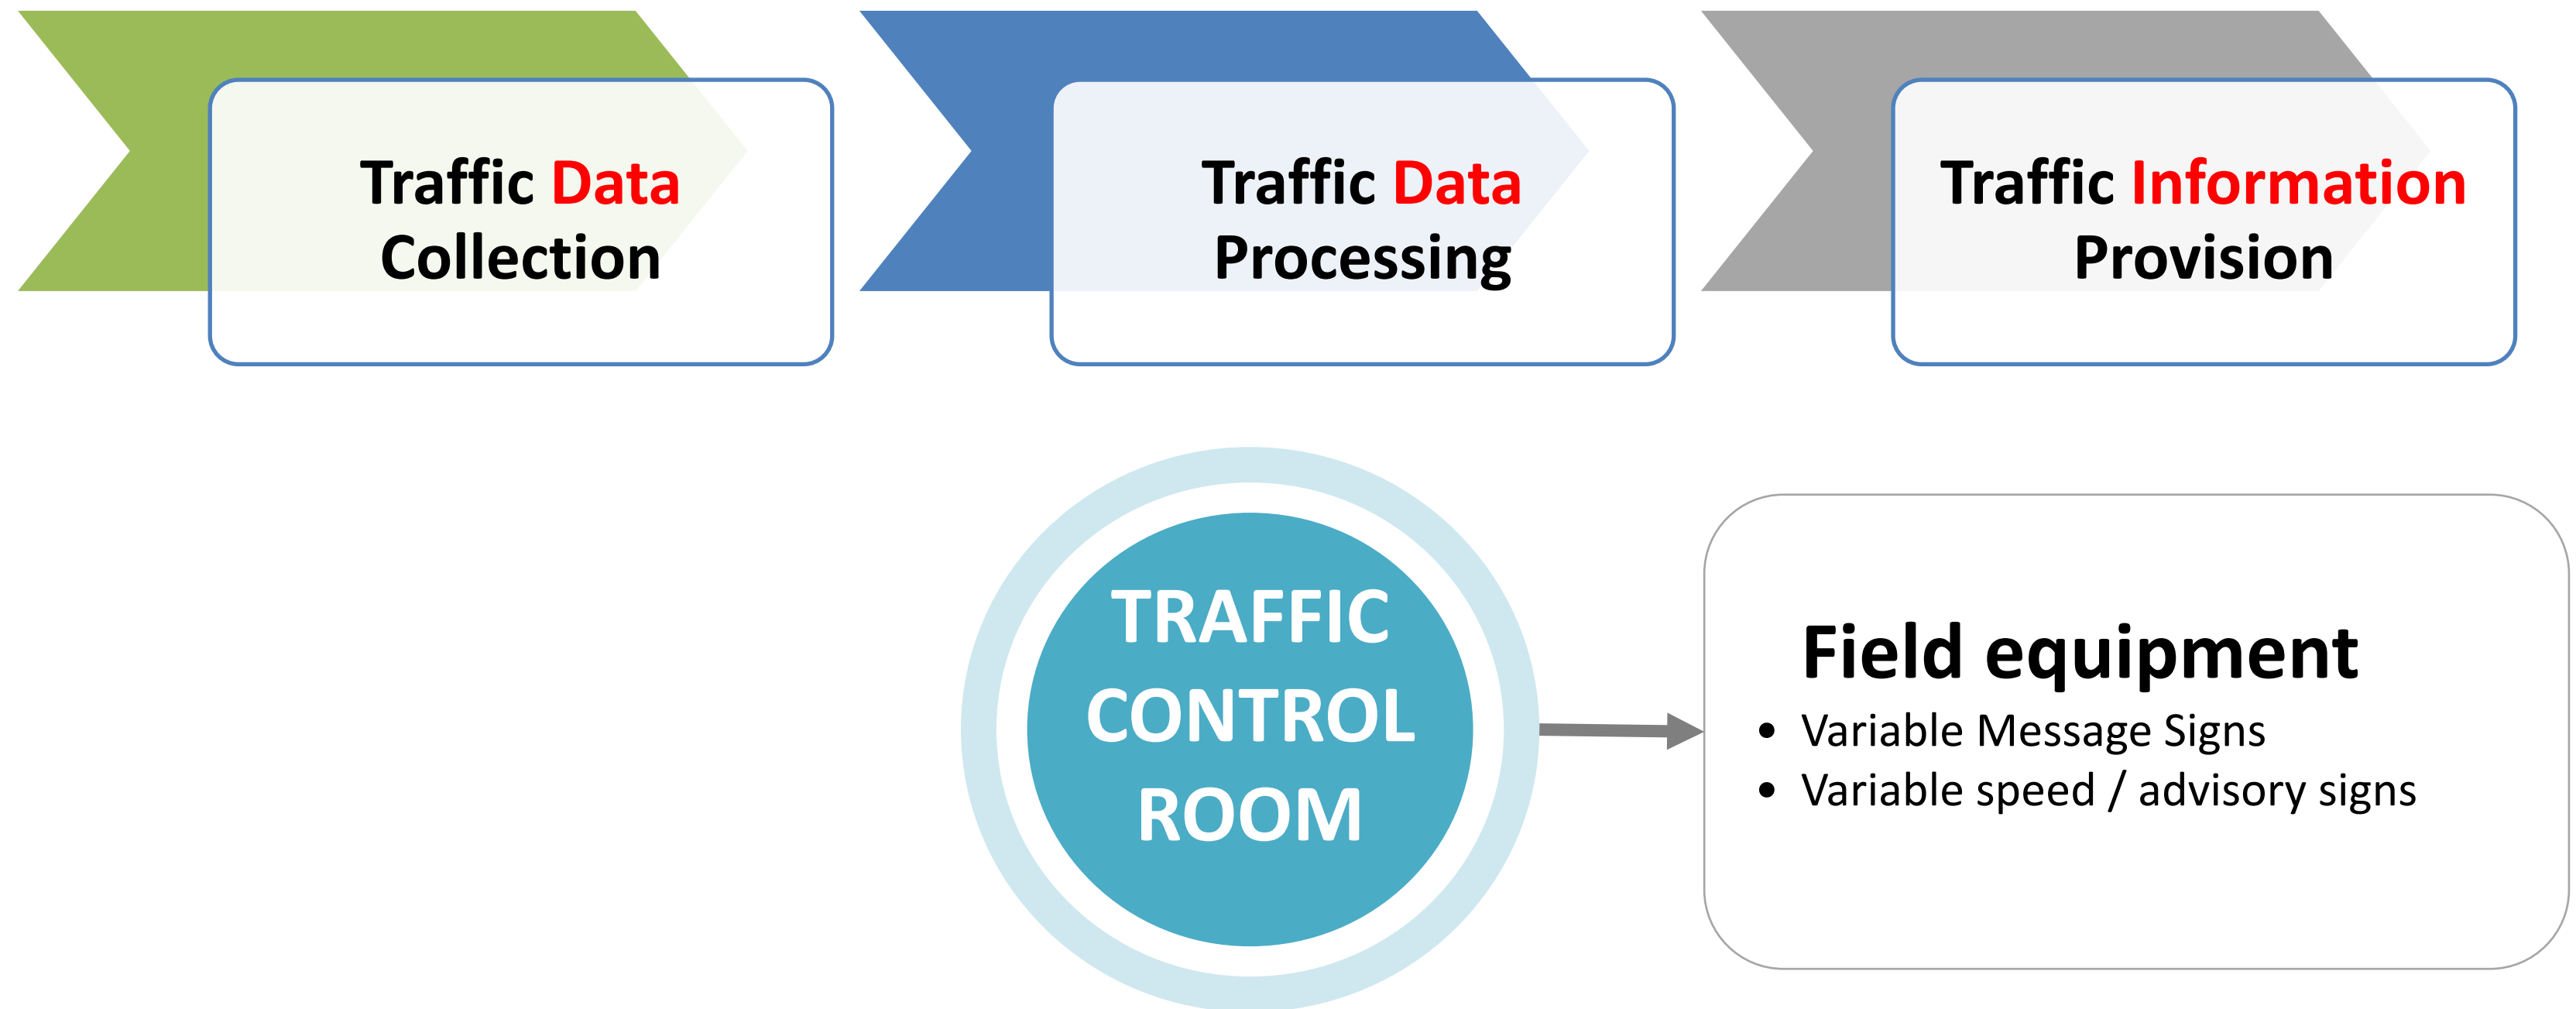 Traffic Data
Collection
Traffic Data
Processing
Traffic Information
Provision
TRAFFIC
CONTROL
ROOM
Field equipment
• Variable Message Signs
• Variable speed / advisory signs